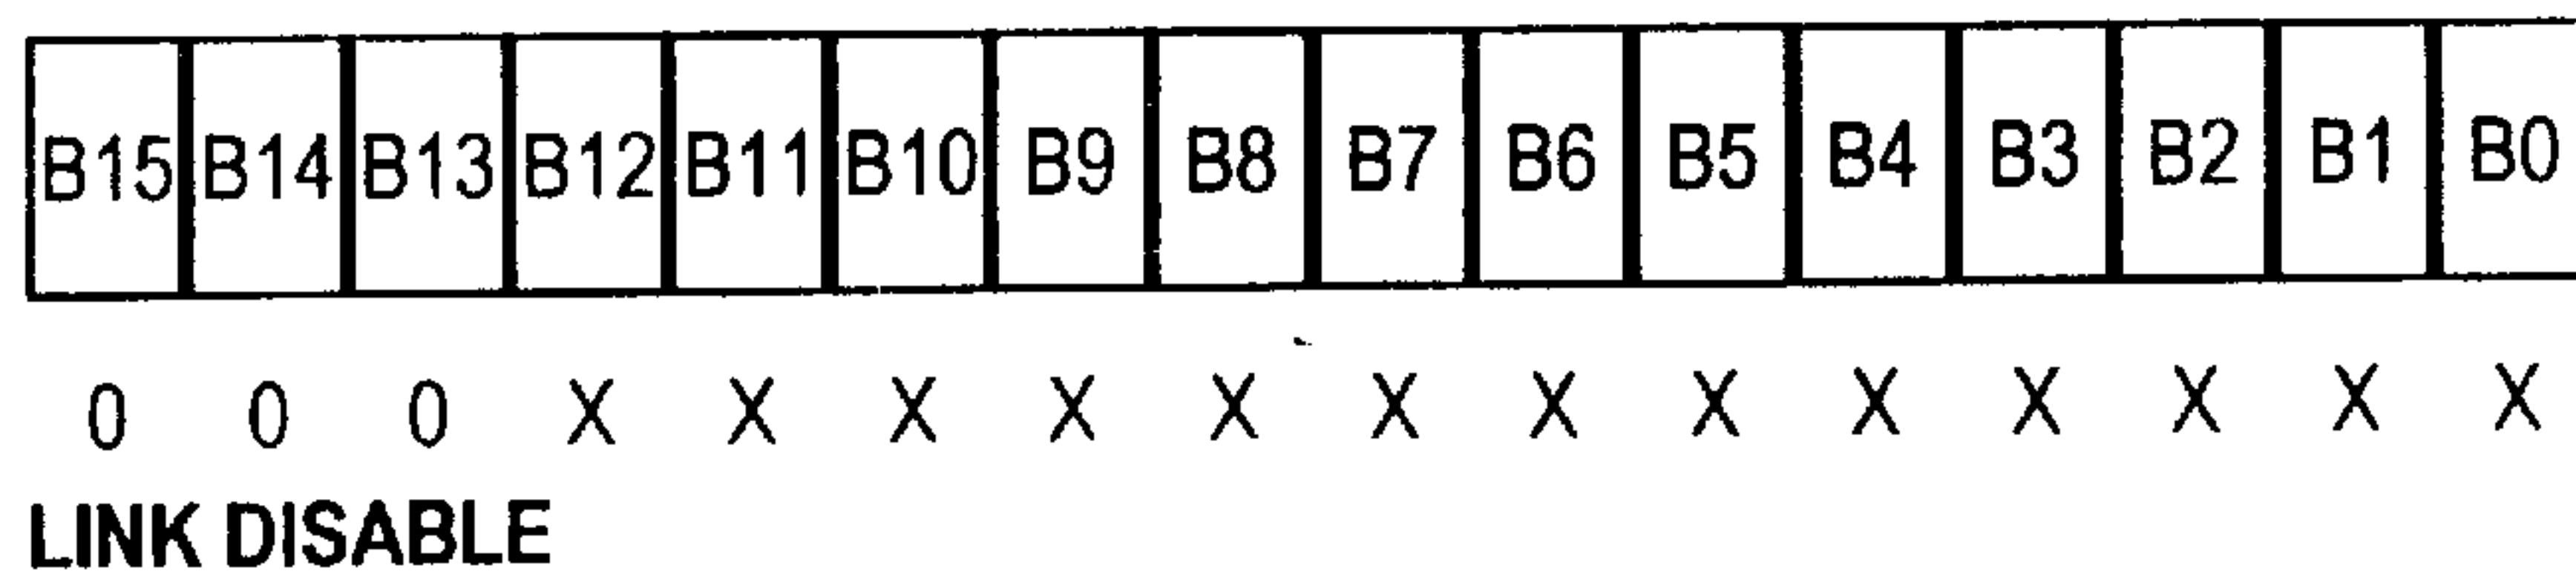 B15 B14 B13 B12 B11 B10 B9 B8 B7 B6 B5 B4 B3 B2 B1 B0
0 0 0 X X X X X X X X X X X X X
LINK DISABLE